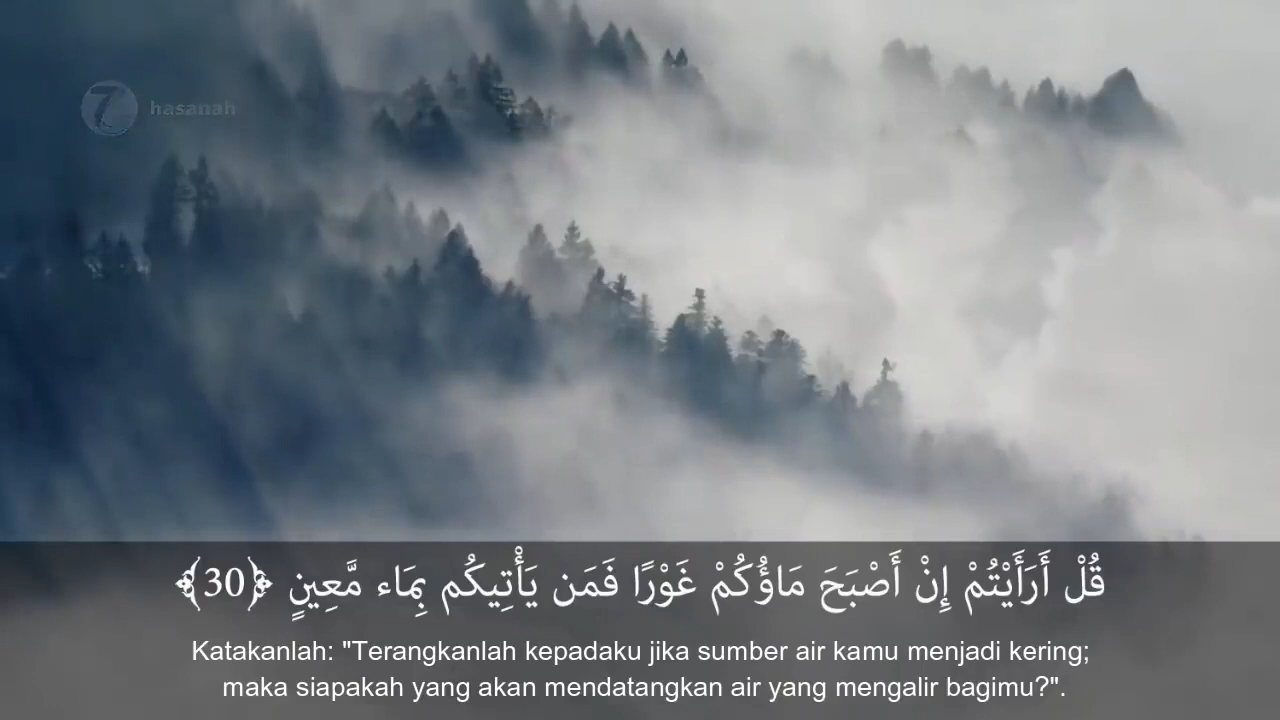 7 hasanah
قُلْ أَرَأَيْتُمْ إِنْ أَصْبَحَ مَاؤُكُمْ غَوْرًا فَمَن يَأْتِيكُم بِمَاء مَّعِينٍ ﴿30﴾
Katakanlah: "Terangkanlah kepadaku jika sumber air kamu menjadi kering;
maka siapakah yang akan mendatangkan air yang mengalir bagimu?".